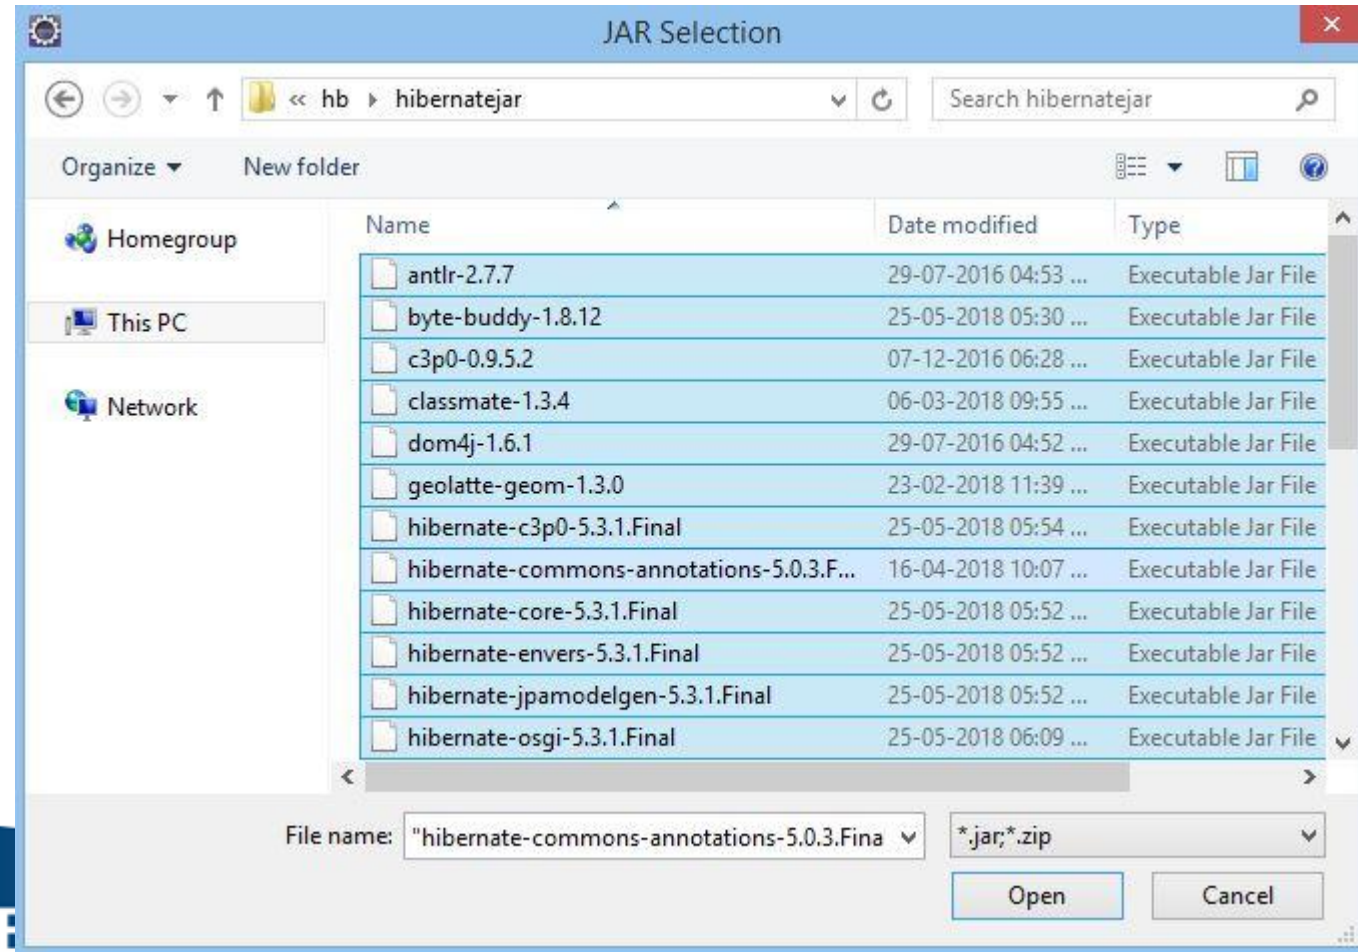 JAR Selection
« hb hibernatejar Search hibernatejar
Organize New folder
Name Date modified Type
Homegroup
This PC
Network
antlr-2.7.7 29-07-2016 04:53 ... Executable Jar File
byte-buddy-1.8.12 25-05-2018 05:30 ... Executable Jar File
c3p0-0.9.5.2 07-12-2016 06:28 ... Executable Jar File
classmate-1.3.4 06-03-2018 09:55 ... Executable Jar File
dom4j-1.6.1 29-07-2016 04:52 ... Executable Jar File
geolatte-geom-1.3.0 23-02-2018 11:39 ... Executable Jar File
hibernate-c3p0-5.3.1.Final 25-05-2018 05:54 ... Executable Jar File
hibernate-commons-annotations-5.0.3.F... 16-04-2018 10:07 ... Executable Jar File
hibernate-core-5.3.1.Final 25-05-2018 05:52 ... Executable Jar File
hibernate-envers-5.3.1.Final 25-05-2018 05:52 ... Executable Jar File
hibernate-jpamodelgen-5.3.1.Final 25-05-2018 05:52 ... Executable Jar File
hibernate-osgi-5.3.1.Final 25-05-2018 06:09 ... Executable Jar File
File name: "hibernate-commons-annotations-5.0.3.Fina *.jar;*.zip
Open Cancel